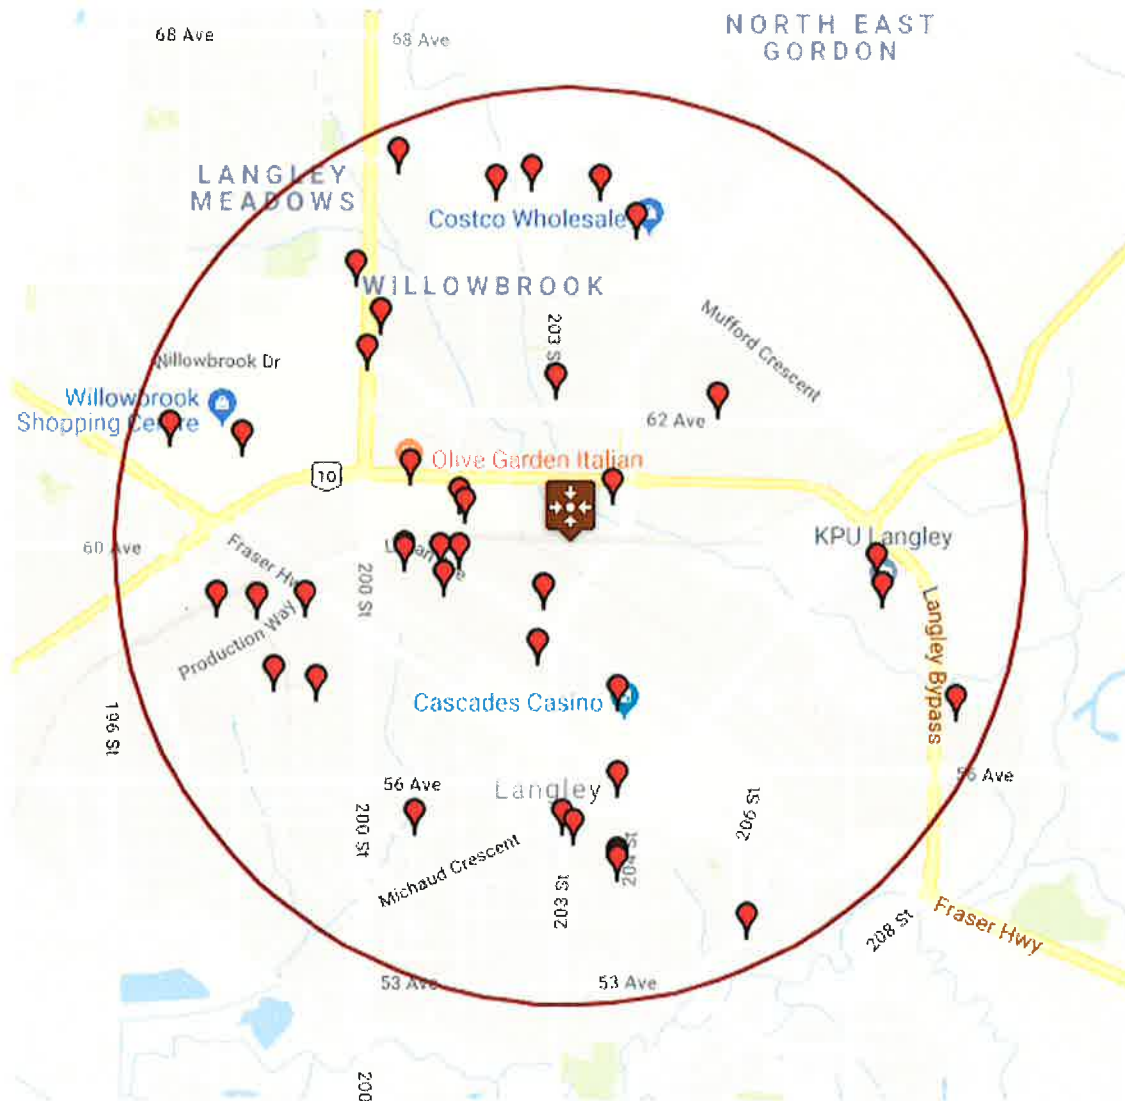 68 Ave
68 Ave
NORTH EAST
GORDON
LANGLEY
MEADOWS
Costco Wholesale
WILLOWBROOK
203 S
Mufford Crescent
Willowbrook Dr
Willowbrook
Shopping Centre
62 Ave
10
Olive Garden Italian
KPU Langley
60 Ave
Fraser Hwy
200 St
Production Way
Langley Bypass
Cascades Casino
196 St
56 Ave
56 Ave
Langley
206 St
200 St
204 St
Michaud Crescent
203 St
208 St
Fraser Hwy
53 Ave
53 Ave
200